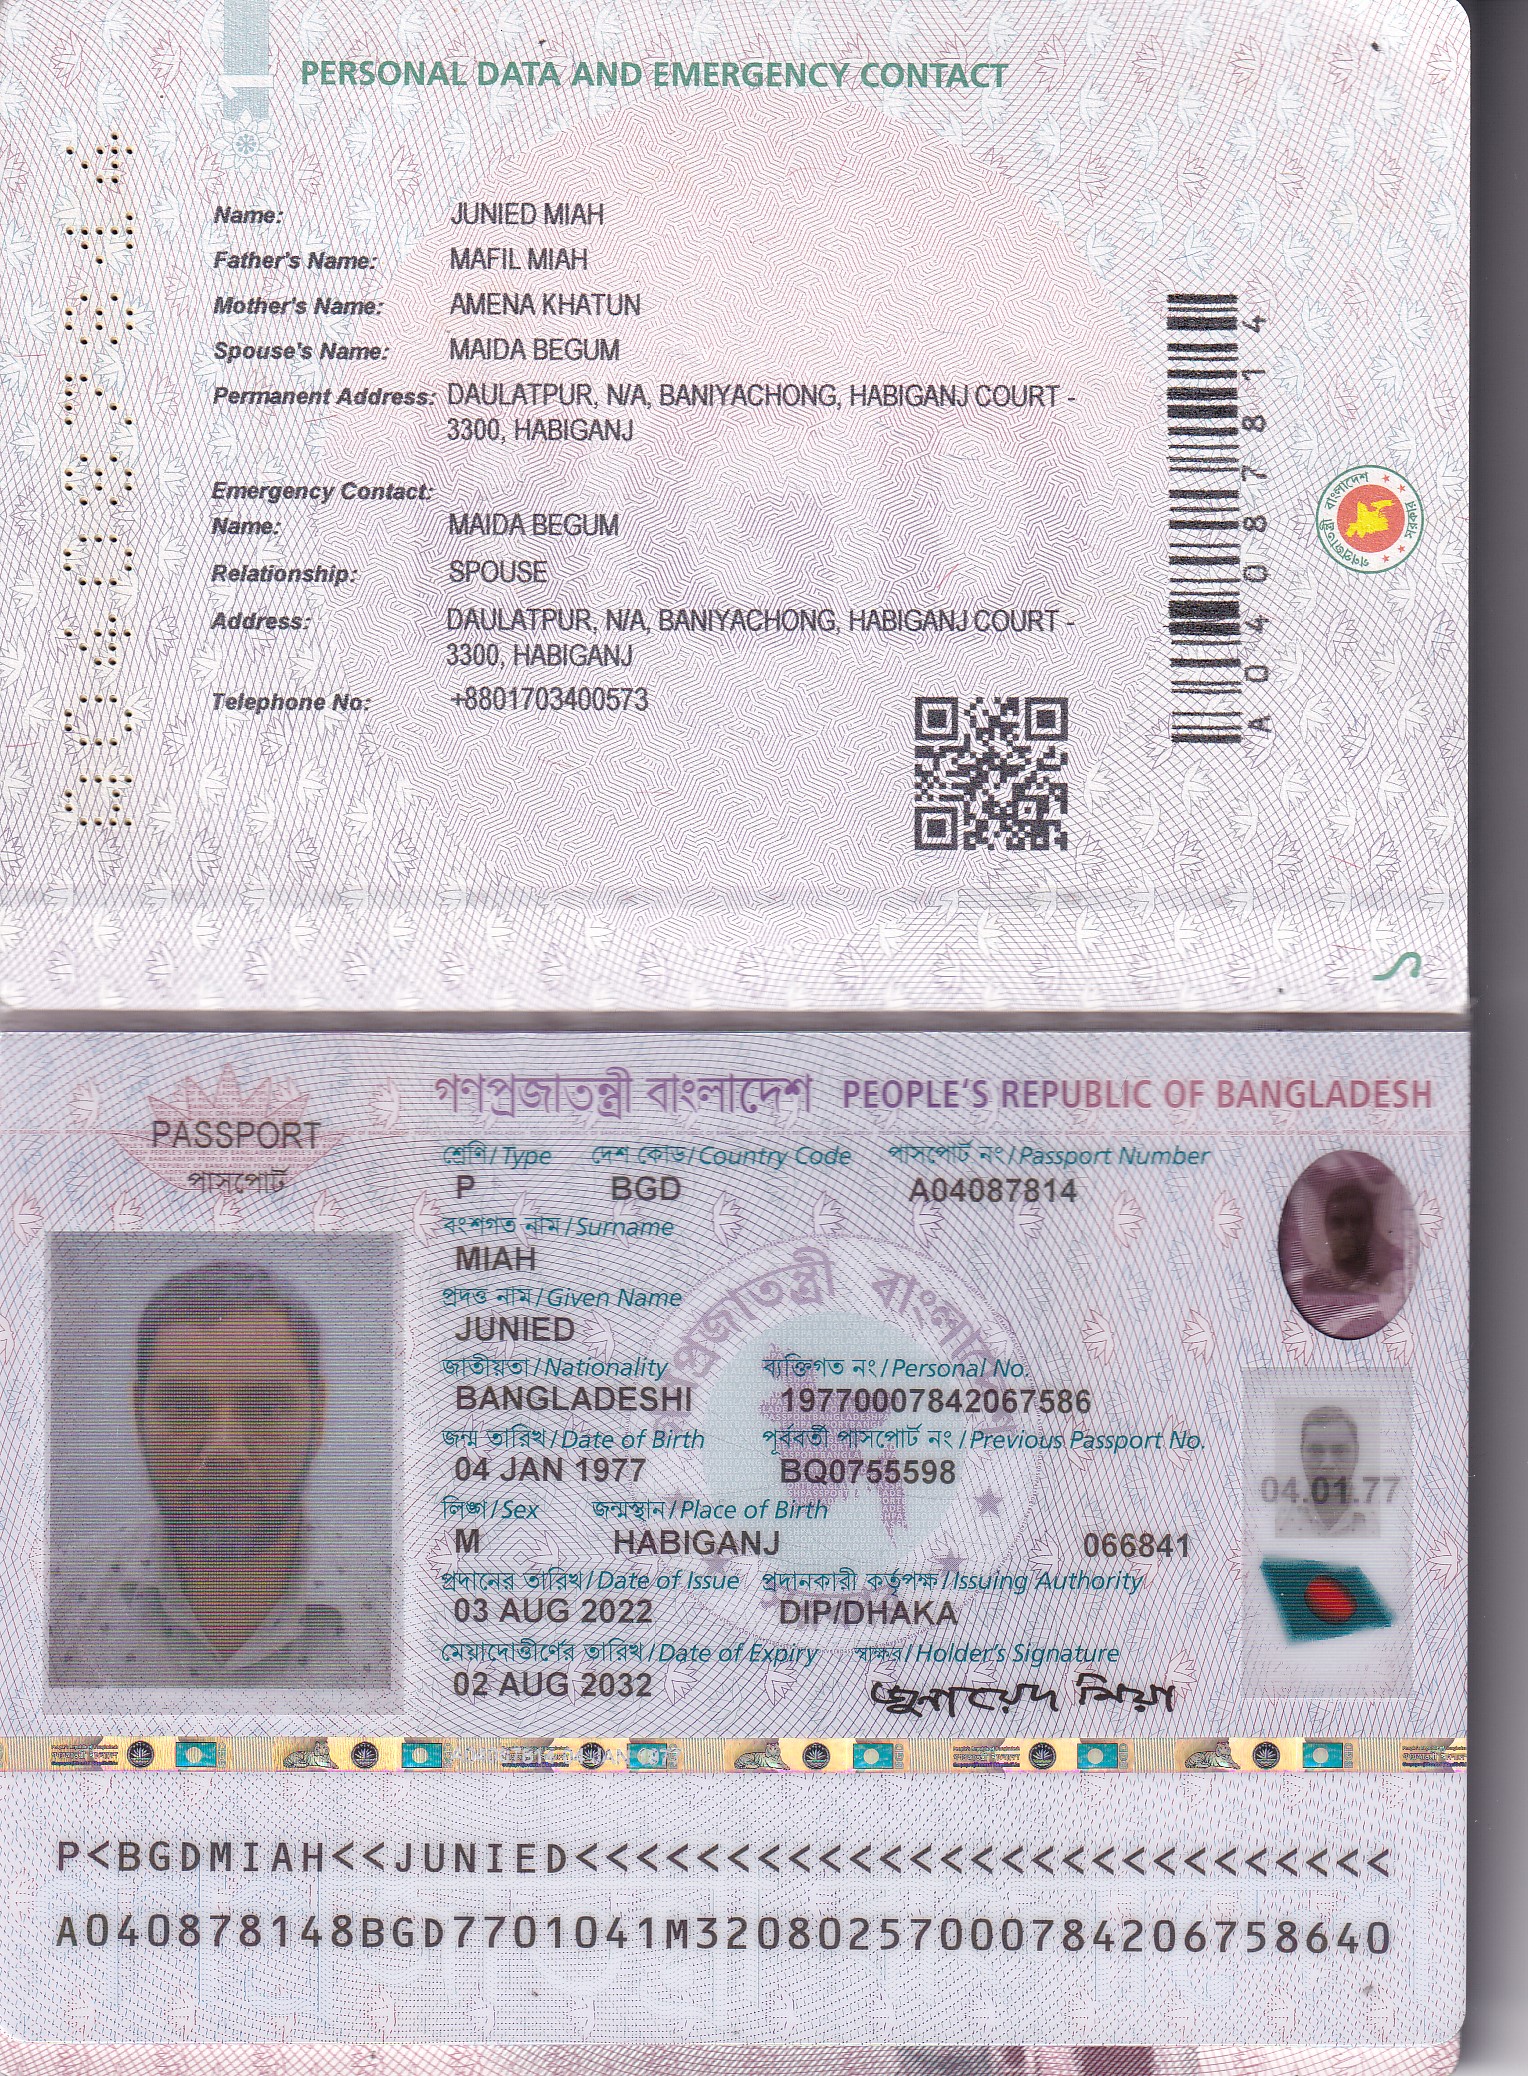 1
PERSONAL DATA AND EMERGENCY CONTACT
Name: JUNIED MIAH
Father's Name: MAFIL MIAH
Mother's Name: AMENA KHATUN
Spouse's Name: MAIDA BEGUM
Permanent Address: DAULATPUR, N/A, BANIYACHONG, HABIGANJ COURT -
3300, HABIGANJ
Emergency Contact:
Name: MAIDA BEGUM
Relationship: SPOUSE
Address: DAULATPUR, N/A, BANIYACHONG, HABIGANJ COURT -
3300, HABIGANJ
Telephone No: +8801703400573
A04087814
A04087814
গণপ্রজাতন্ত্রী বাংলাদেশ PEOPLE'S REPUBLIC OF BANGLADESH
PASSPORT
পাসপোর্ট
শ্রেণি/Type দেশ কোড/Country Code পাসপোর্ট নং/Passport Number
P BGD A04087814
বংশগত নাম/Surname
MIAH
প্রদত্ত নাম/Given Name
JUNIED
জাতীয়তা/Nationality ব্যক্তিগত নং/Personal No.
BANGLADESHI 19770007842067586
জন্ম তারিখ/Date of Birth পূর্ববর্তী পাসপোর্ট নং/Previous Passport No.
04 JAN 1977 BQ0755598
04.01.77
লিঙ্গ/Sex জন্মস্থান/Place of Birth
M HABIGANJ 066841
প্রদানের তারিখ/Date of Issue প্রদানকারী কর্তৃপক্ষ/Issuing Authority
03 AUG 2022 DIP/DHAKA
মেয়াদোত্তীর্ণের তারিখ/Date of Expiry স্বাক্ষর/Holder's Signature
02 AUG 2032 জুনায়েদ মিয়া
P<BGDMIAH<<JUNIED<<<<<<<<<<<<<<<<<<<<<<<<<<<
A040878148BGD7701041M32080257000784206758640